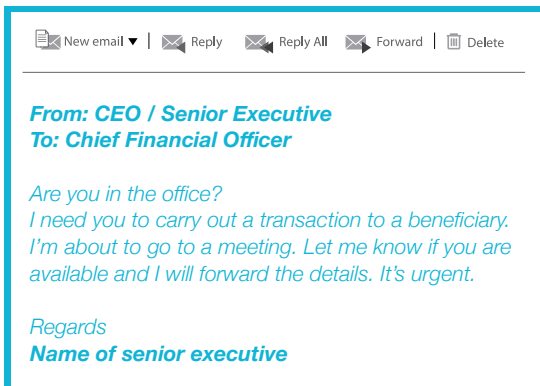 New email ▼ | Reply Reply All Forward | Delete
From: CEO / Senior Executive
To: Chief Financial Officer
Are you in the office?
I need you to carry out a transaction to a beneficiary.
I'm about to go to a meeting. Let me know if you are
available and I will forward the details. It's urgent.
Regards
Name of senior executive